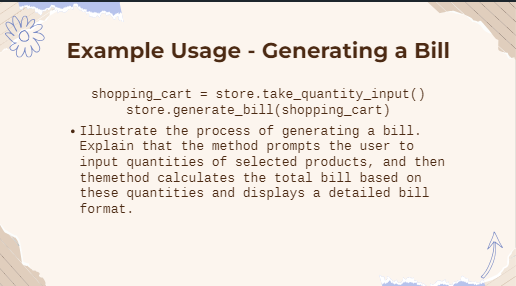 Example Usage - Generating a Bill
shopping_cart = store.take_quantity_input()
store.generate_bill(shopping_cart)
• Illustrate the process of generating a bill.
Explain that the method prompts the user to
input quantities of selected products, and then
themethod calculates the total bill based on
these quantities and displays a detailed bill
format.